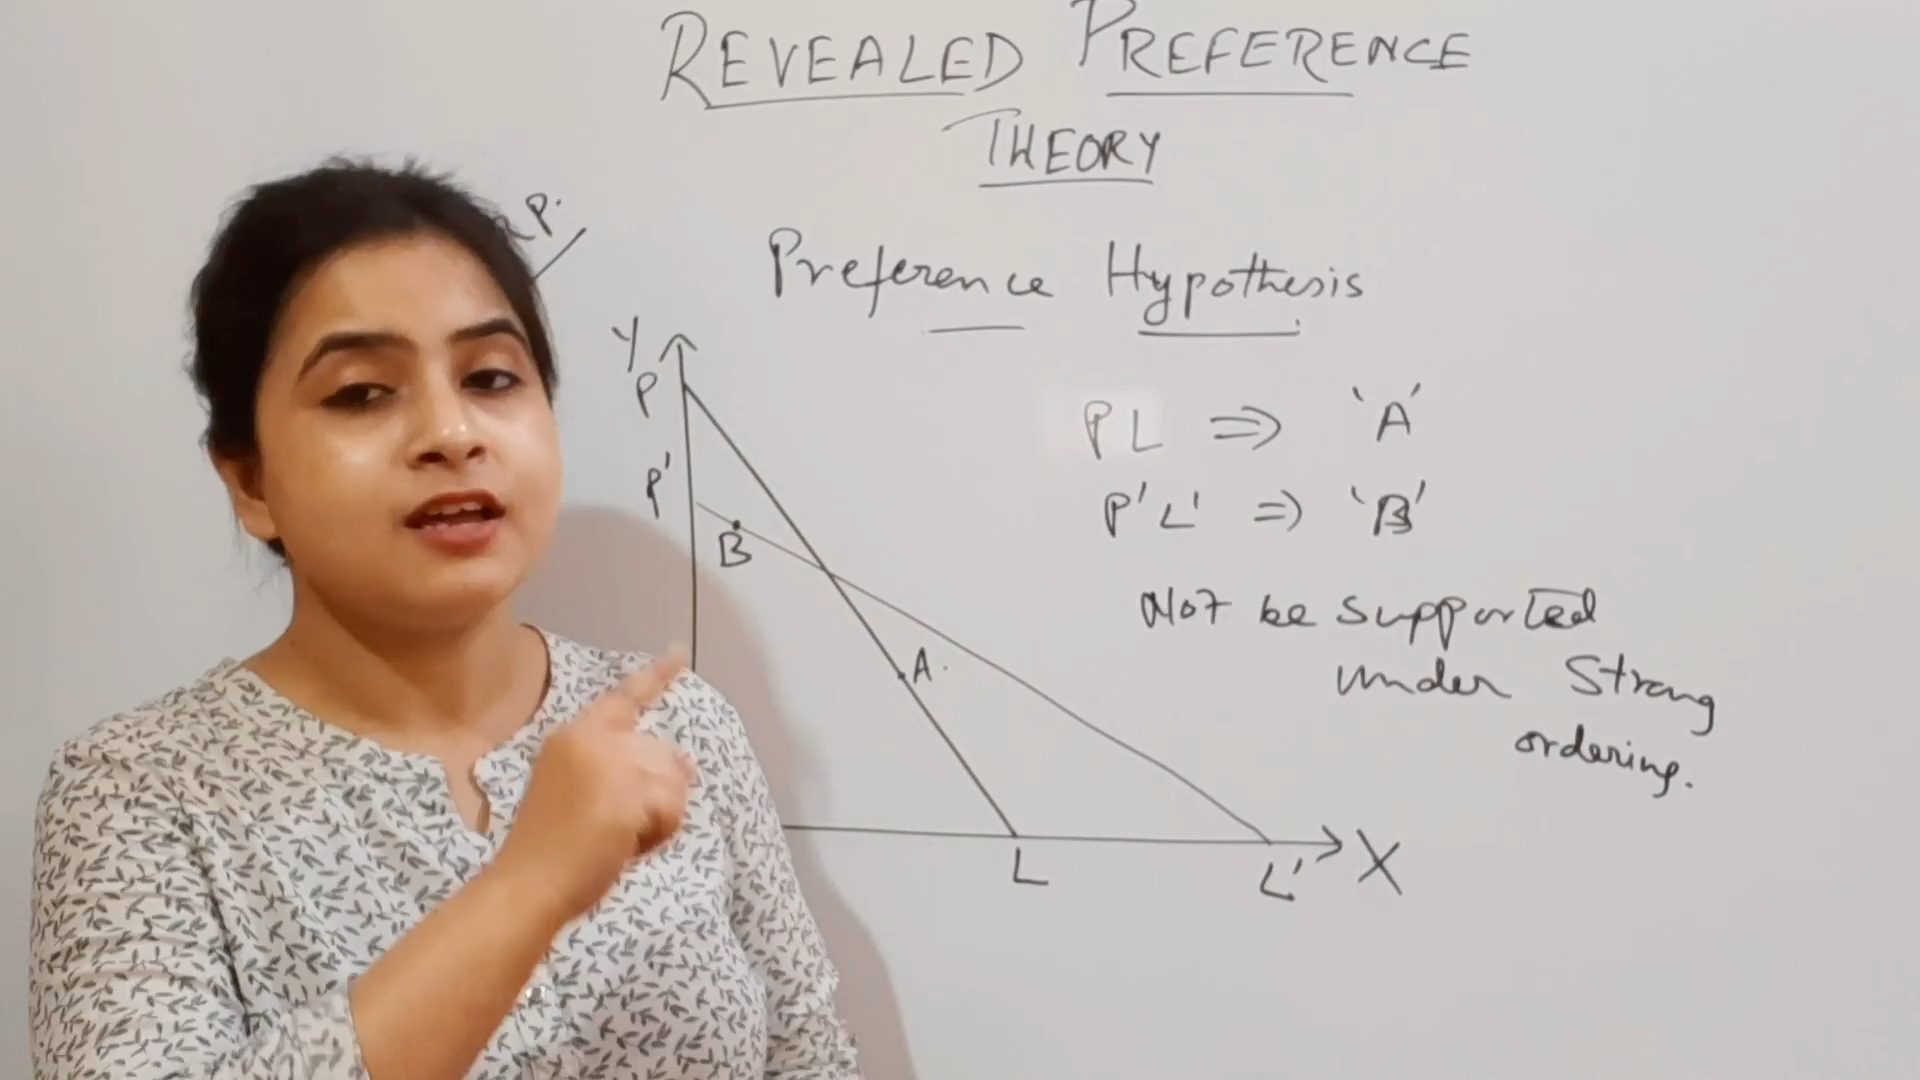 REVEALED PREFERENCE
THEORY
Preference Hypothesis
Y
P
P'
B
A.
L
L'
X
PL ⇒ 'A'
P'L' ⇒ 'B'
Not be supported
under Strong
ordering.